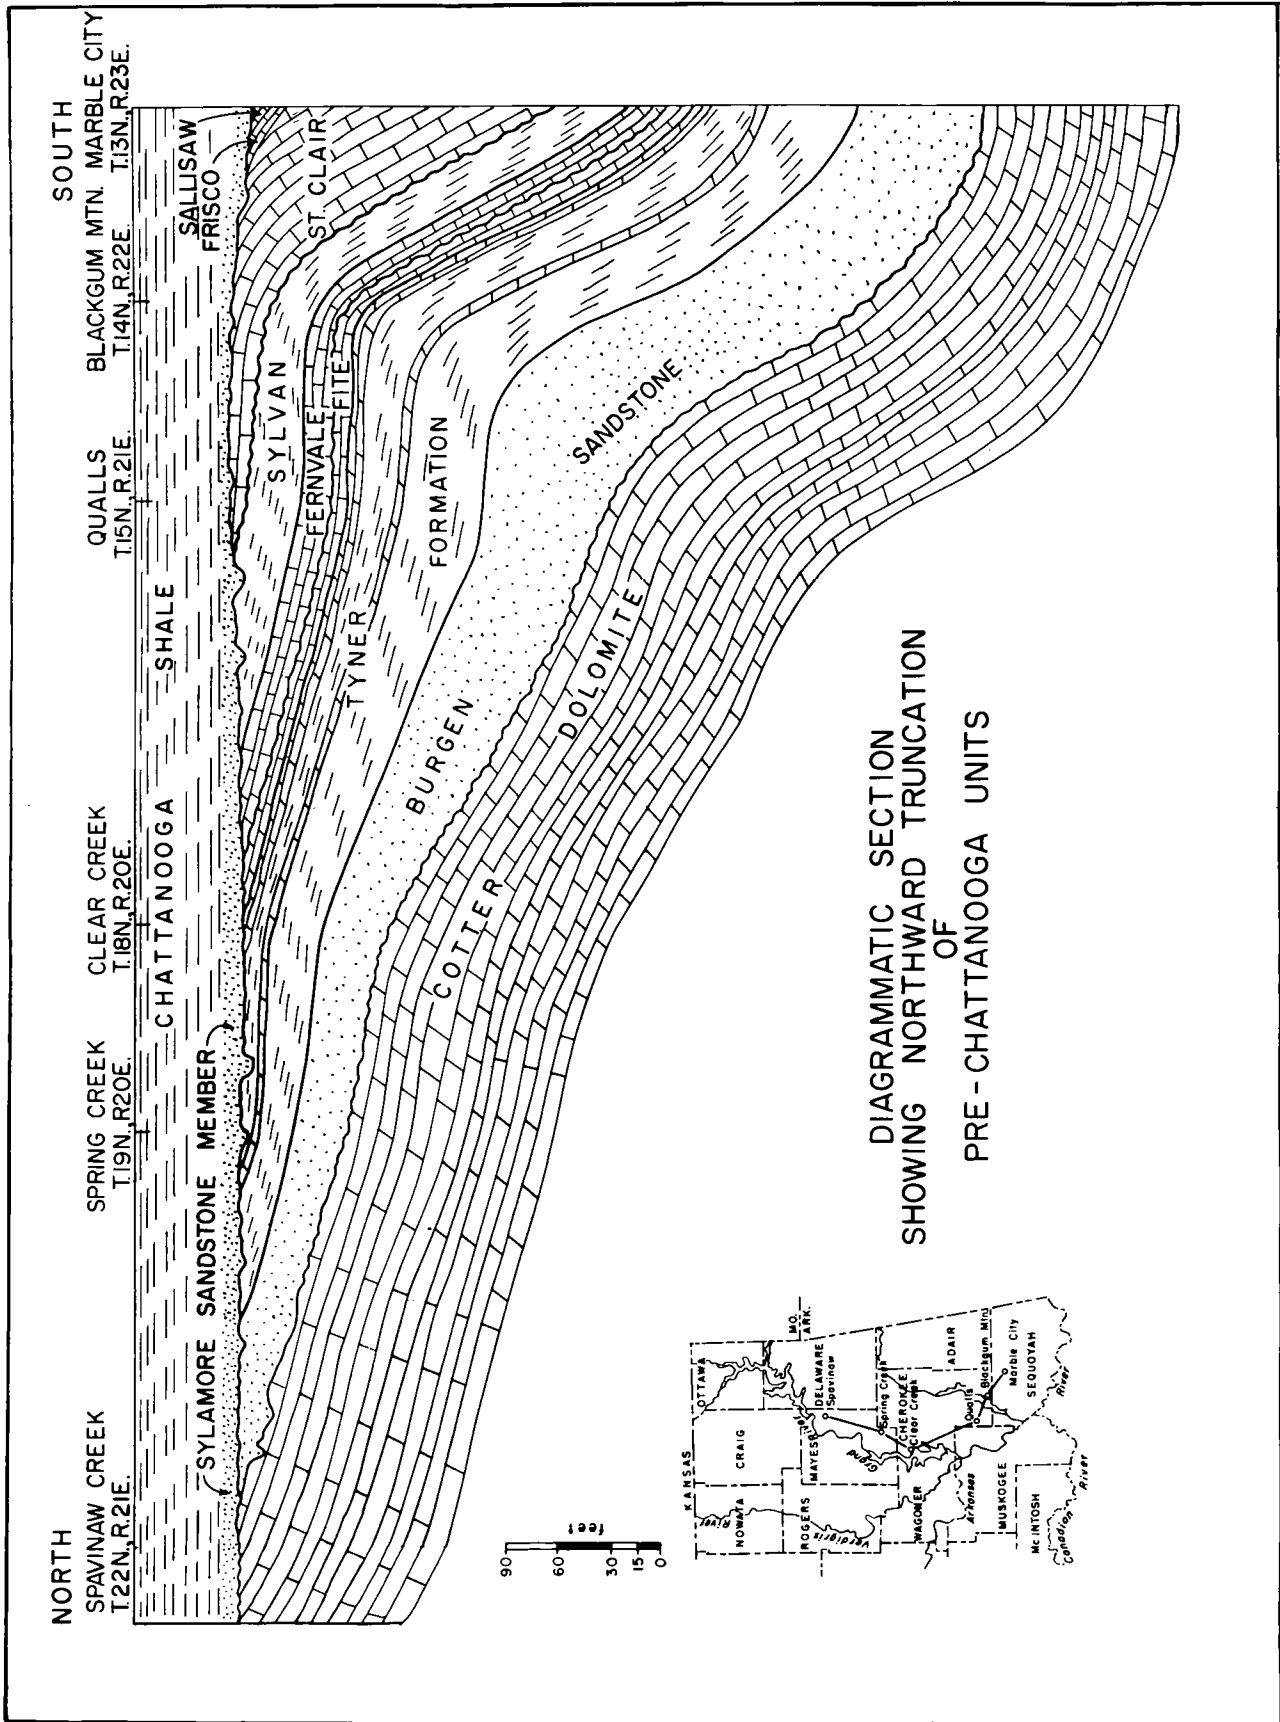 NORTH
SOUTH
SPAVINAW CREEK
T.22N., R.21E.
SPRING CREEK
T.19N., R20E.
CLEAR CREEK
T.18N., R.20E.
QUALLS
T.15N., R.21E.
BLACKGUM MTN.
T.14N., R.22E.
MARBLE CITY
T.13N., R.23E.
CHATTANOOGA SHALE
SYLAMORE SANDSTONE MEMBER
SALLISAW
FRISCO
ST. CLAIR
SYLVAN
FERNVALE
FITE
TYNER FORMATION
BURGEN SANDSTONE
COTTER DOLOMITE
90
60
30
15
0
feet
DIAGRAMMATIC SECTION
SHOWING NORTHWARD TRUNCATION
OF
PRE-CHATTANOOGA UNITS
KANSAS
OTTAWA
MO.
ARK.
NOWATA
CRAIG
DELAWARE
Spavinaw
River
Verdigris
ROGERS
MAYES
River
Grand
Spring Creek
CHEROKEE
Clear Creek
ADAIR
WAGONER
Arkansas
Qualls
Blackgum Mtn.
Marble City
MUSKOGEE
SEQUOYAH
River
McINTOSH
Canadian
River